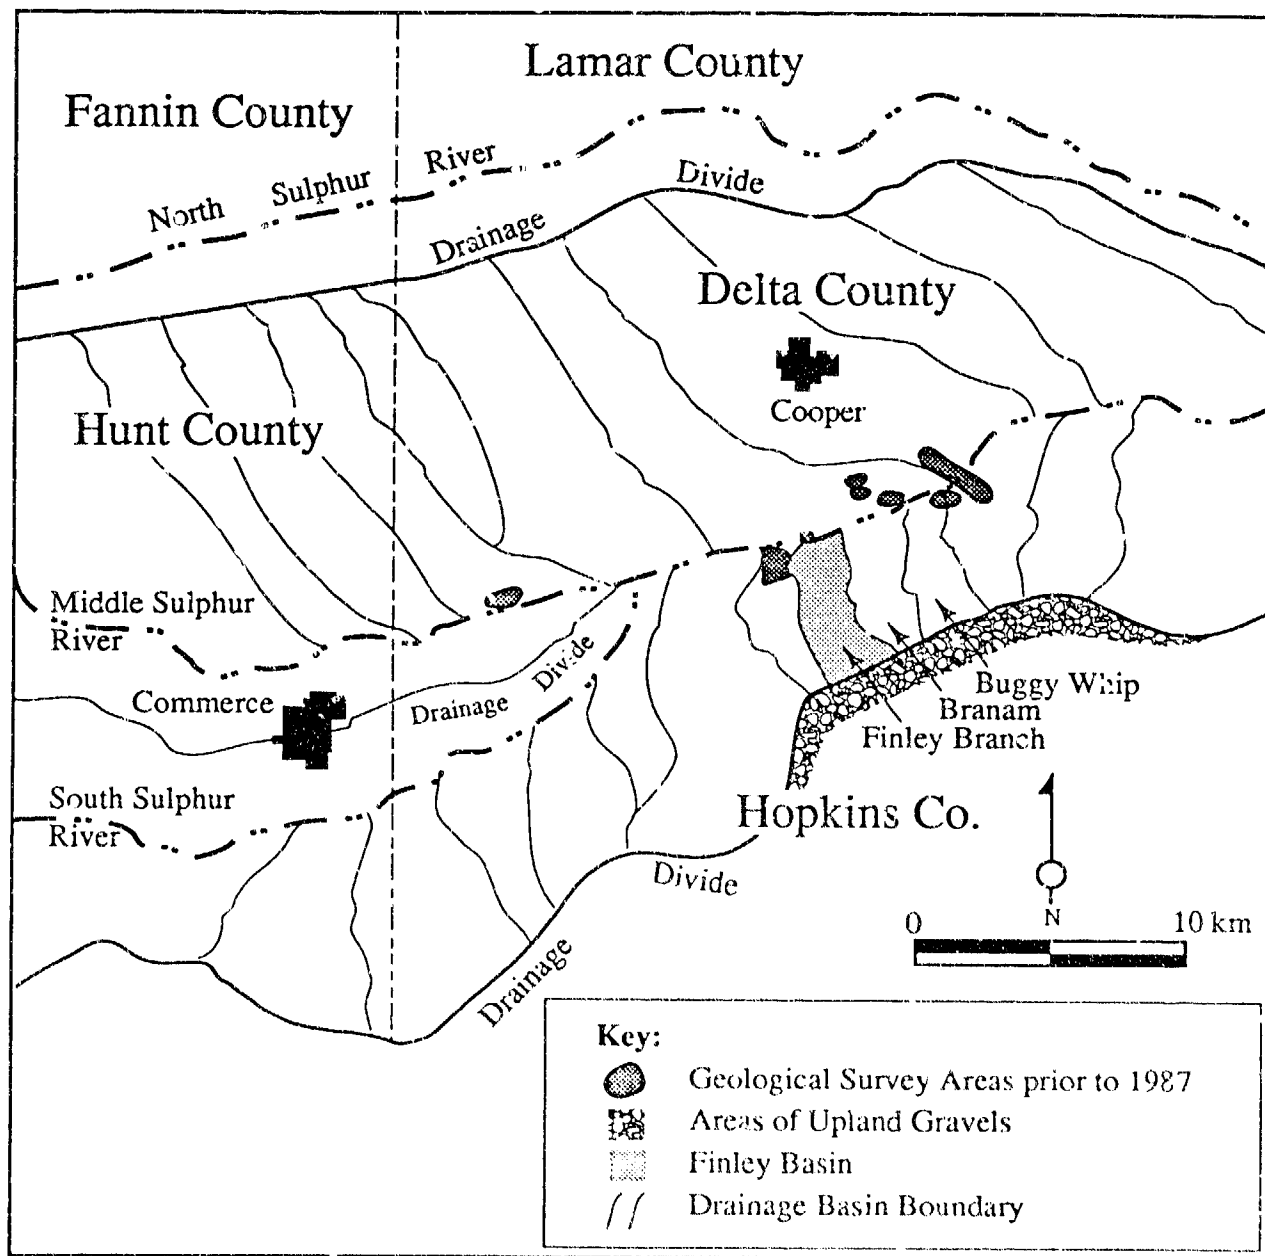 Lamar County
Fannin County
North Sulphur River
Drainage Divide
Delta County
Cooper
Hunt County
Middle Sulphur
River
Commerce
Drainage Divide
Buggy Whip
Branam
Finley Branch
South Sulphur
River
Hopkins Co.
Drainage Divide
N
0 10 km
Key:
Geological Survey Areas prior to 1987
Areas of Upland Gravels
Finley Basin
Drainage Basin Boundary